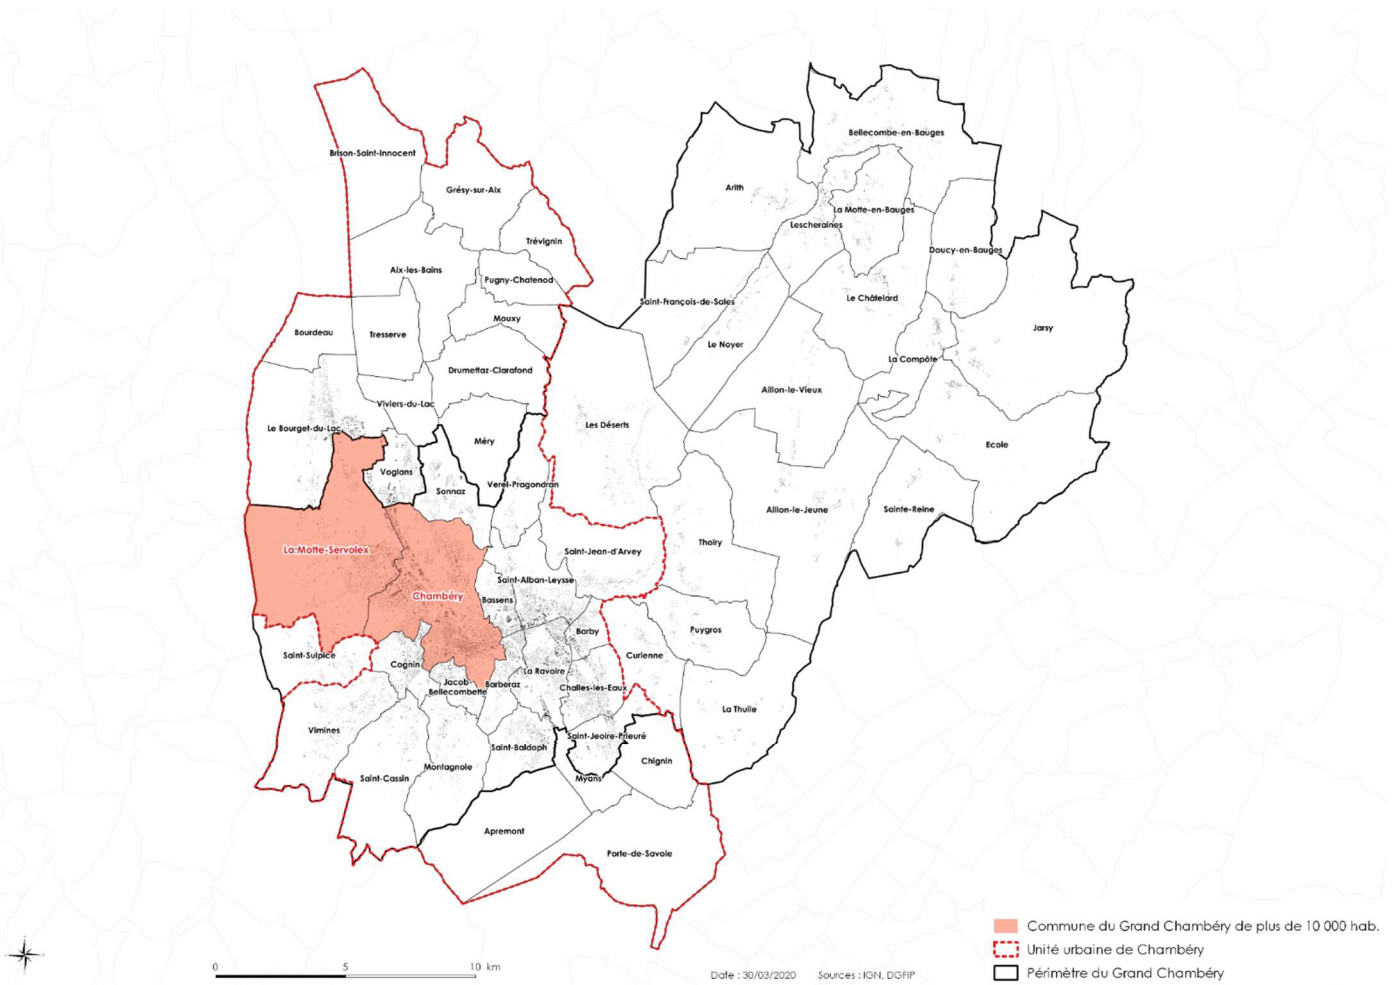 Bellecombe-en-Bauges
Brison-Saint-Innocent
Grésy-sur-Aix
Arith
La Motte-en-Bauges
Lescheraines
Trévignin
Doucy-en-Bauges
Aix-les-Bains
Pugny-Chatenod
Saint-François-de-Sales
Le Châtelard
Mouxy
Jarsy
Bourdeau
Tresserve
Le Noyer
La Compôte
Drumettaz-Clarafond
Aillon-le-Vieux
Viviers-du-Lac
Le Bourget-du-Lac
Les Déserts
Méry
Ecole
Voglans
Verel-Pragondran
Sonnaz
Aillon-le-Jeune
Sainte-Reine
Thoiry
La-Motte-Servolex
Saint-Jean-d'Arvey
Saint-Alban-Leysse
Chambéry
Bassens
Barby
Puygros
Saint-Sulpice
Curienne
Cognin
La Ravoire
Jacob-
Bellecombette
Barberaz
Challes-les-Eaux
La Thuile
Vimines
Saint-Jeoire-Prieuré
Saint-Baldoph
Chignin
Montagnole
Saint-Cassin
Myans
Apremont
Porte-de-Savoie
Commune du Grand Chambéry de plus de 10 000 hab.
Unité urbaine de Chambéry
Périmètre du Grand Chambéry
0 5 10 km
Date : 30/03/2020 Sources : IGN, DGFIP